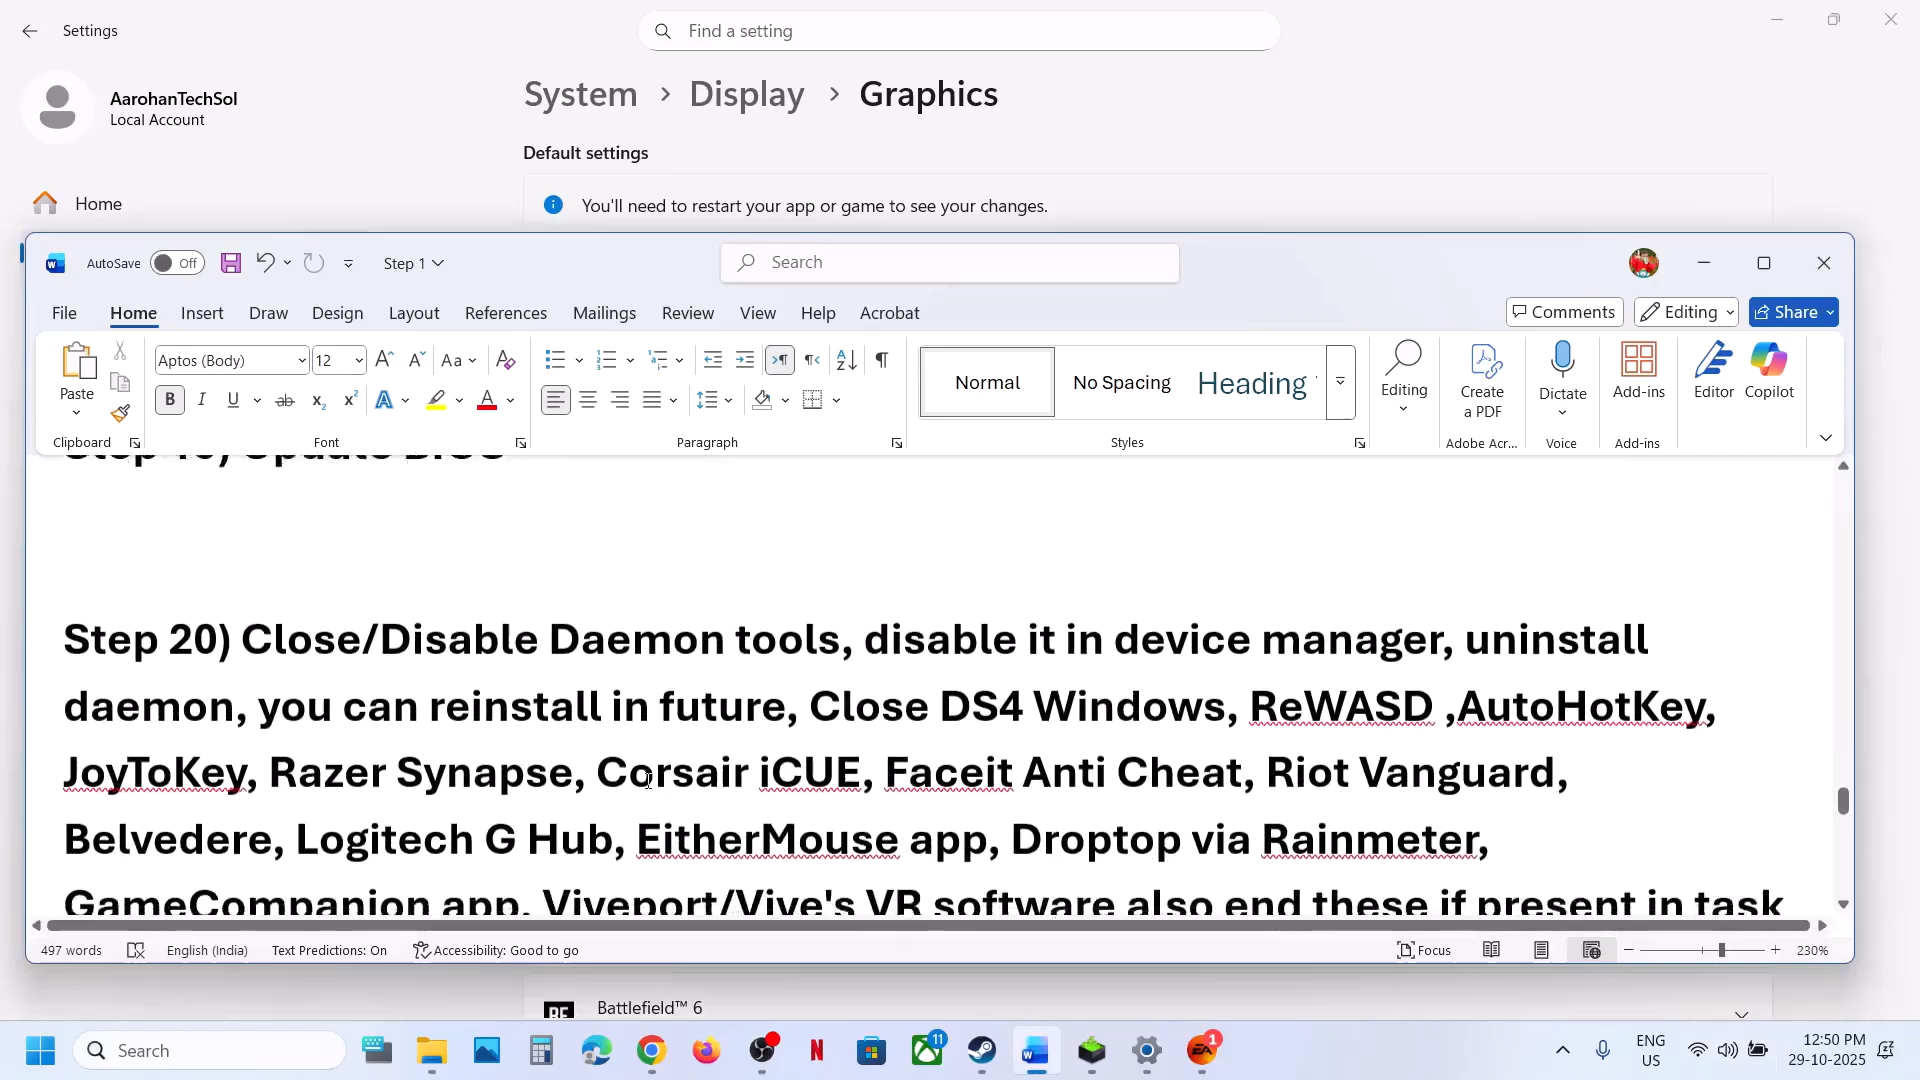 Settings
Find a setting
AarohanTechSol
Local Account
System > Display > Graphics
Default settings
Home
You'll need to restart your app or game to see your changes.
AutoSave Off
Step 1
Search
File Home Insert Draw Design Layout References Mailings Review View Help Acrobat
Comments Editing Share
Paste
Aptos (Body) 12
Normal No Spacing Heading
Editing
Create a PDF
Dictate
Add-ins
Editor
Copilot
Clipboard Font Paragraph Styles Adobe Acr... Voice Add-ins
Step 20) Close/Disable Daemon tools, disable it in device manager, uninstall
daemon, you can reinstall in future, Close DS4 Windows, ReWASD ,AutoHotKey,
JoyToKey, Razer Synapse, Corsair iCUE, Faceit Anti Cheat, Riot Vanguard,
Belvedere, Logitech G Hub, EitherMouse app, Droptop via Rainmeter,
GameCompanion app, Viveport/Vive's VR software also end these if present in task
497 words English (India) Text Predictions: On Accessibility: Good to go Focus 230%
Battlefield™ 6
Search
11
1
ENG
US
12:50 PM
29-10-2025